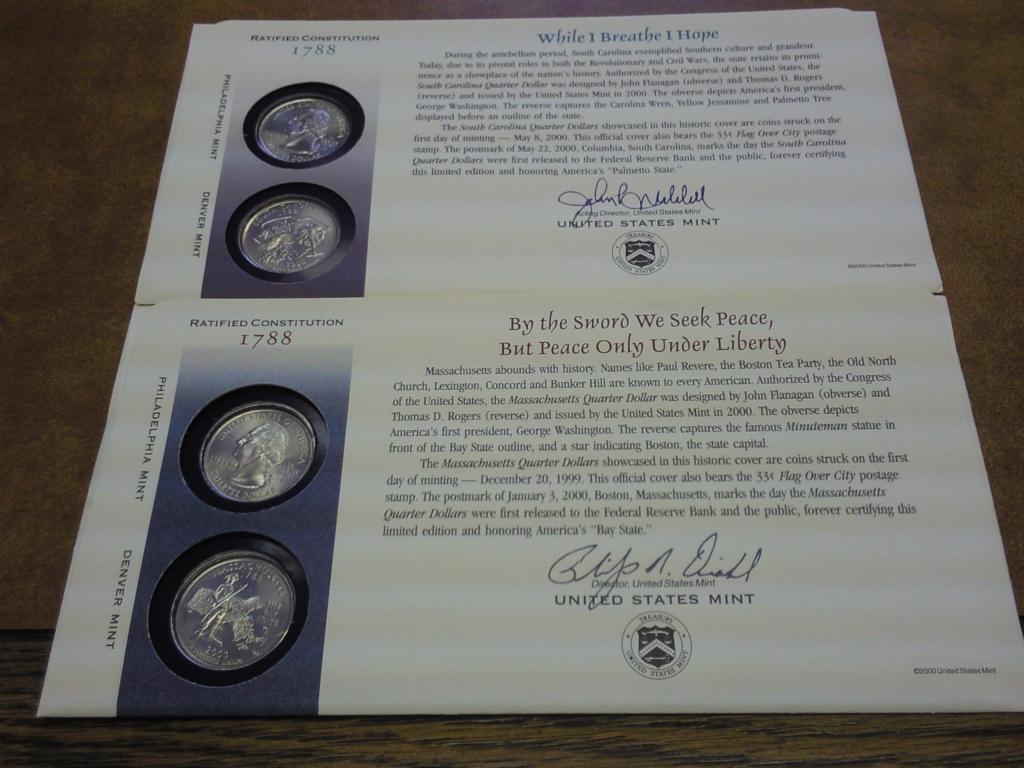 RATIFIED CONSTITUTION
1788
PHILADELPHIA MINT
DENVER MINT
While I Breathe I Hope
During the antebellum period, South Carolina exemplified Southern culture and grandeur.
Today, due to its pivotal roles in both the Revolutionary and Civil Wars, the state retains its promi-
nence as a showplace of the nation's history. Authorized by the Congress of the United States, the
South Carolina Quarter Dollar was designed by John Flanagan (obverse) and Thomas D. Rogers
(reverse) and issued by the United States Mint in 2000. The obverse depicts America's first president,
George Washington. The reverse captures the Carolina Wren, Yellow Jessamine and Palmetto Tree
displayed before an outline of the state.
The South Carolina Quarter Dollars showcased in this historic cover are coins struck on the
first day of minting — May 8, 2000. This official cover also bears the 33¢ Flag Over City postage
stamp. The postmark of May 22, 2000, Columbia, South Carolina, marks the day the South Carolina
Quarter Dollars were first released to the Federal Reserve Bank and the public, forever certifying
this limited edition and honoring America's "Palmetto State."
Acting Director, United States Mint
UNITED STATES MINT
TREASURY
UNITED STATES MINT
©2000 United States Mint
RATIFIED CONSTITUTION
1788
PHILADELPHIA MINT
DENVER MINT
UNITED STATES OF AMERICA
QUARTER DOLLAR
MASSACHUSETTS
1788
2000
By the Sword We Seek Peace,
But Peace Only Under Liberty
Massachusetts abounds with history. Names like Paul Revere, the Boston Tea Party, the Old North
Church, Lexington, Concord and Bunker Hill are known to every American. Authorized by the Congress
of the United States, the Massachusetts Quarter Dollar was designed by John Flanagan (obverse) and
Thomas D. Rogers (reverse) and issued by the United States Mint in 2000. The obverse depicts
America's first president, George Washington. The reverse captures the famous Minuteman statue in
front of the Bay State outline, and a star indicating Boston, the state capital.
The Massachusetts Quarter Dollars showcased in this historic cover are coins struck on the first
day of minting — December 20, 1999. This official cover also bears the 33¢ Flag Over City postage
stamp. The postmark of January 3, 2000, Boston, Massachusetts, marks the day the Massachusetts
Quarter Dollars were first released to the Federal Reserve Bank and the public, forever certifying this
limited edition and honoring America's "Bay State."
Director, United States Mint
UNITED STATES MINT
TREASURY
UNITED STATES MINT
©2000 United States Mint